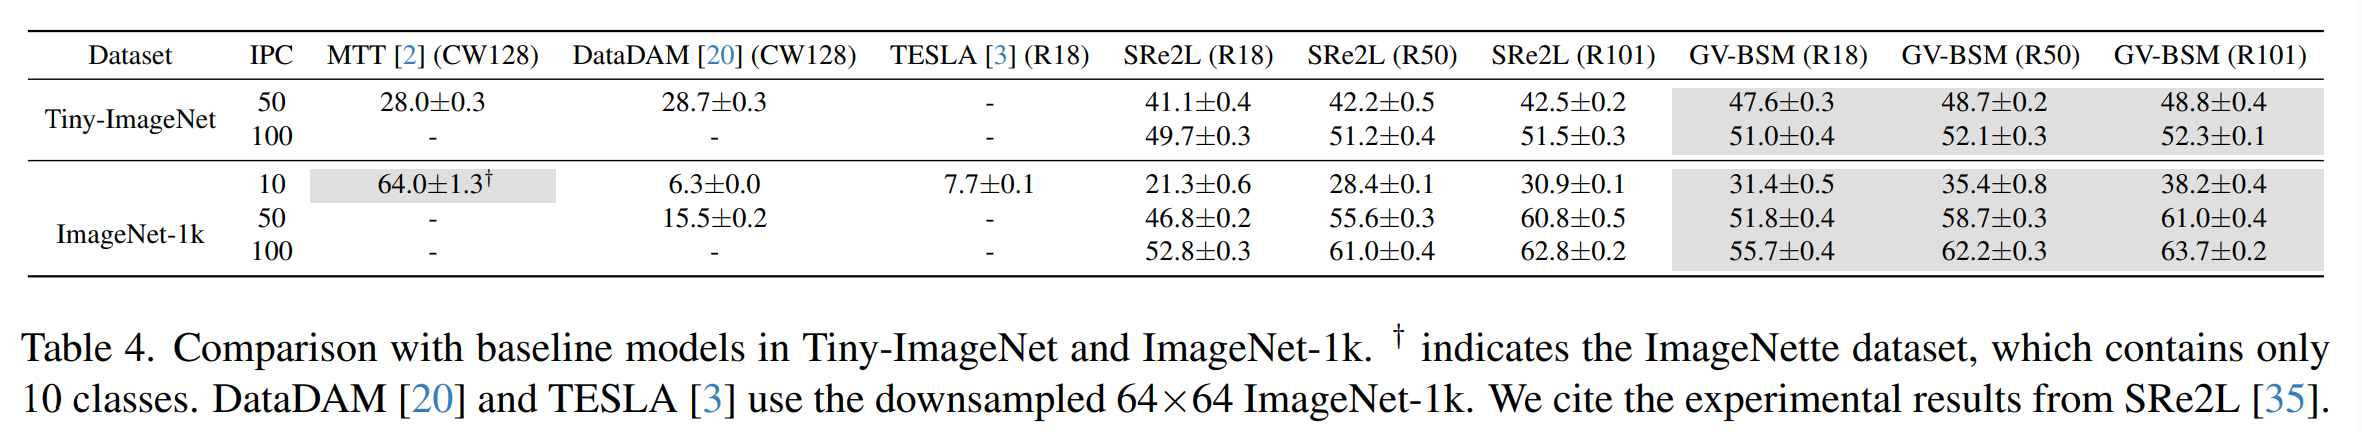 Dataset IPC MTT [2] (CW128) DataDAM [20] (CW128) TESLA [3] (R18) SRe2L (R18) SRe2L (R50) SRe2L (R101) GV-BSM (R18) GV-BSM (R50) GV-BSM (R101)
Tiny-ImageNet
50 28.0±0.3 28.7±0.3 - 41.1±0.4 42.2±0.5 42.5±0.2 47.6±0.3 48.7±0.2 48.8±0.4
100 - - - 49.7±0.3 51.2±0.4 51.5±0.3 51.0±0.4 52.1±0.3 52.3±0.1
ImageNet-1k
10 64.0±1.3† 6.3±0.0 7.7±0.1 21.3±0.6 28.4±0.1 30.9±0.1 31.4±0.5 35.4±0.8 38.2±0.4
50 - 15.5±0.2 - 46.8±0.2 55.6±0.3 60.8±0.5 51.8±0.4 58.7±0.3 61.0±0.4
100 - - - 52.8±0.3 61.0±0.4 62.8±0.2 55.7±0.4 62.2±0.3 63.7±0.2
Table 4. Comparison with baseline models in Tiny-ImageNet and ImageNet-1k. † indicates the ImageNette dataset, which contains only
10 classes. DataDAM [20] and TESLA [3] use the downsampled 64×64 ImageNet-1k. We cite the experimental results from SRe2L [35].